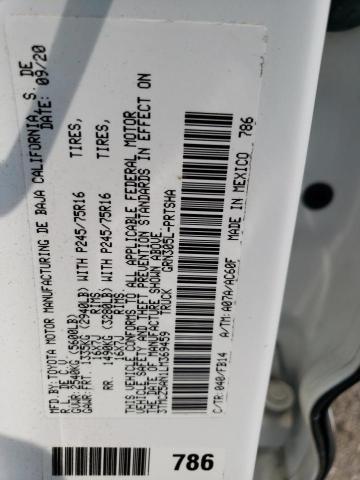 MFD.BY: TOYOTA MOTOR MANUFACTURING DE BAJA CALIFORNIA S. DE
R.L. DE C.V. DATE: 09/20
GVWR: 2540KG (5600LB)
GAWR: FRT. 1335KG (2940LB) WITH P245/75R16 TIRES,
16X7J RIMS
RR. 1490KG (3280LB) WITH P245/75R16 TIRES,
16X7J RIMS
THIS VEHICLE CONFORMS TO ALL APPLICABLE FEDERAL MOTOR
VEHICLE SAFETY AND THEFT PREVENTION STANDARDS IN EFFECT ON
THE DATE OF MANUFACTURE SHOWN ABOVE.
TRUCK GRN305L-PRTSHA
C/TR: 040/FB14 A/TM: A07A/AC60F
MADE IN MEXICO 786
786